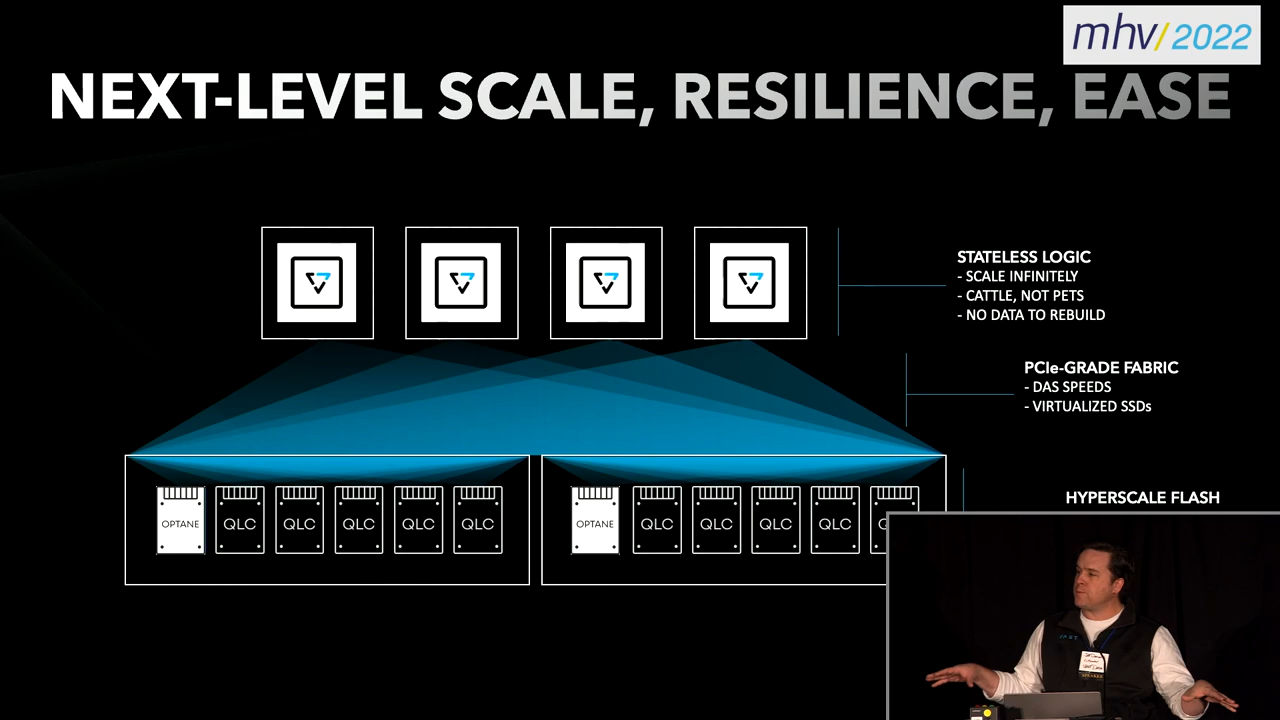 mhv/2022
NEXT-LEVEL SCALE, RESILIENCE, EASE
STATELESS LOGIC
- SCALE INFINITELY
- CATTLE, NOT PETS
- NO DATA TO REBUILD
PCIe-GRADE FABRIC
- DAS SPEEDS
- VIRTUALIZED SSDs
HYPERSCALE FLASH
OPTANE QLC QLC QLC QLC QLC
OPTANE QLC QLC QLC QLC
SPEAKER